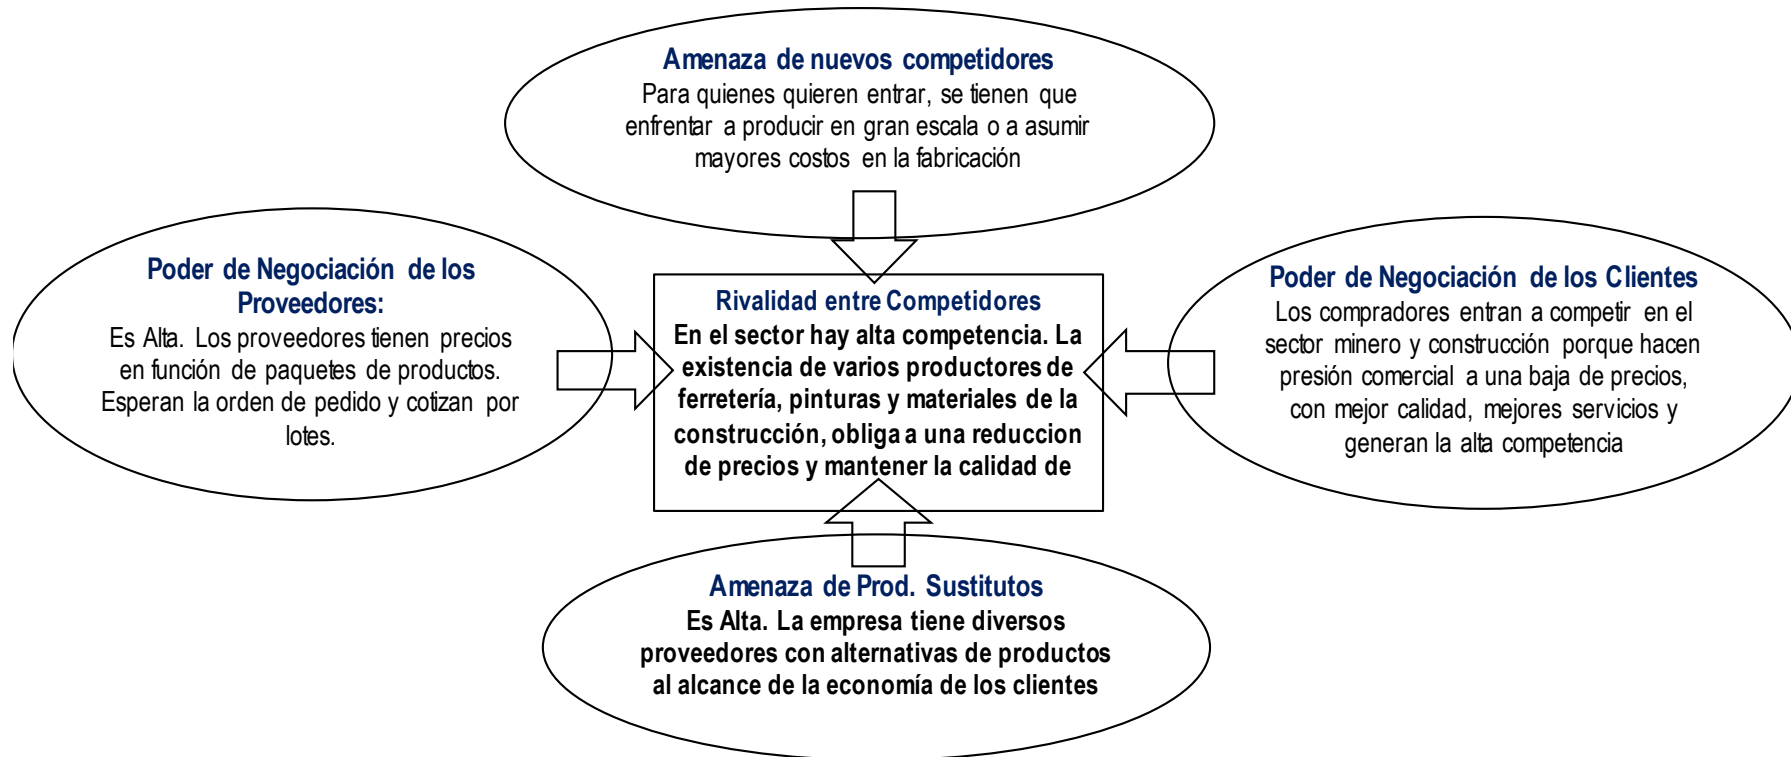 Amenaza de nuevos competidores
Para quienes quieren entrar, se tienen que
enfrentar a producir en gran escala o a asumir
mayores costos en la fabricación
Poder de Negociación de los
Proveedores:
Es Alta. Los proveedores tienen precios
en función de paquetes de productos.
Esperan la orden de pedido y cotizan por
lotes.
Rivalidad entre Competidores
En el sector hay alta competencia. La
existencia de varios productores de
ferretería, pinturas y materiales de la
construcción, obliga a una reduccion
de precios y mantener la calidad de
Poder de Negociación de los Clientes
Los compradores entran a competir en el
sector minero y construcción porque hacen
presión comercial a una baja de precios,
con mejor calidad, mejores servicios y
generan la alta competencia
Amenaza de Prod. Sustitutos
Es Alta. La empresa tiene diversos
proveedores con alternativas de productos
al alcance de la economía de los clientes